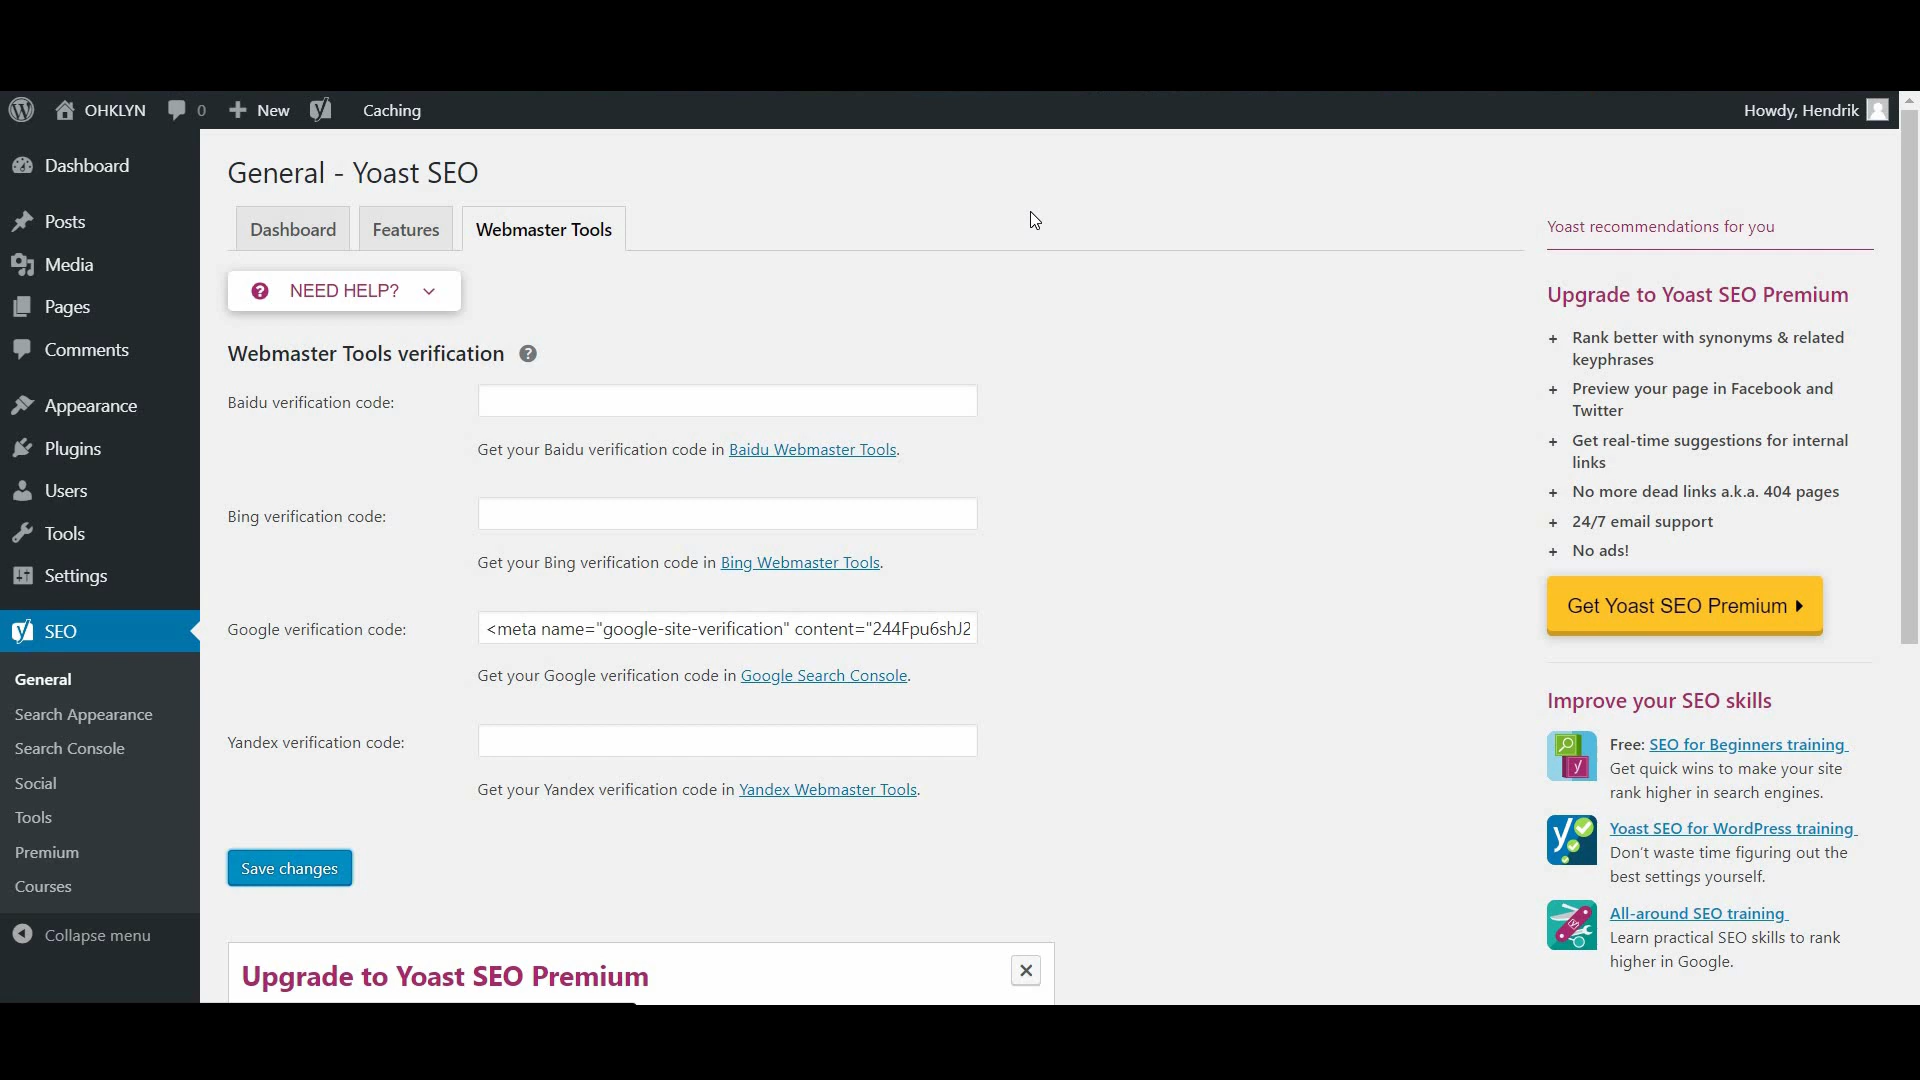 OHKLYN 0 New Caching Howdy, Hendrik
Dashboard
Posts
Media
Pages
Comments
Appearance
Plugins
Users
Tools
Settings
SEO
General
Search Appearance
Search Console
Social
Tools
Premium
Courses
Collapse menu
General - Yoast SEO
Dashboard Features Webmaster Tools
NEED HELP?
Webmaster Tools verification ?
Baidu verification code:
Get your Baidu verification code in Baidu Webmaster Tools.
Bing verification code:
Get your Bing verification code in Bing Webmaster Tools.
Google verification code: <meta name="google-site-verification" content="244Fpu6shJ2
Get your Google verification code in Google Search Console.
Yandex verification code:
Get your Yandex verification code in Yandex Webmaster Tools.
Save changes
Upgrade to Yoast SEO Premium
Yoast recommendations for you
Upgrade to Yoast SEO Premium
+ Rank better with synonyms & related
keyphrases
+ Preview your page in Facebook and
Twitter
+ Get real-time suggestions for internal
links
+ No more dead links a.k.a. 404 pages
+ 24/7 email support
+ No ads!
Get Yoast SEO Premium
Improve your SEO skills
Free: SEO for Beginners training
Get quick wins to make your site
rank higher in search engines.
Yoast SEO for WordPress training
Don't waste time figuring out the
best settings yourself.
All-around SEO training
Learn practical SEO skills to rank
higher in Google.